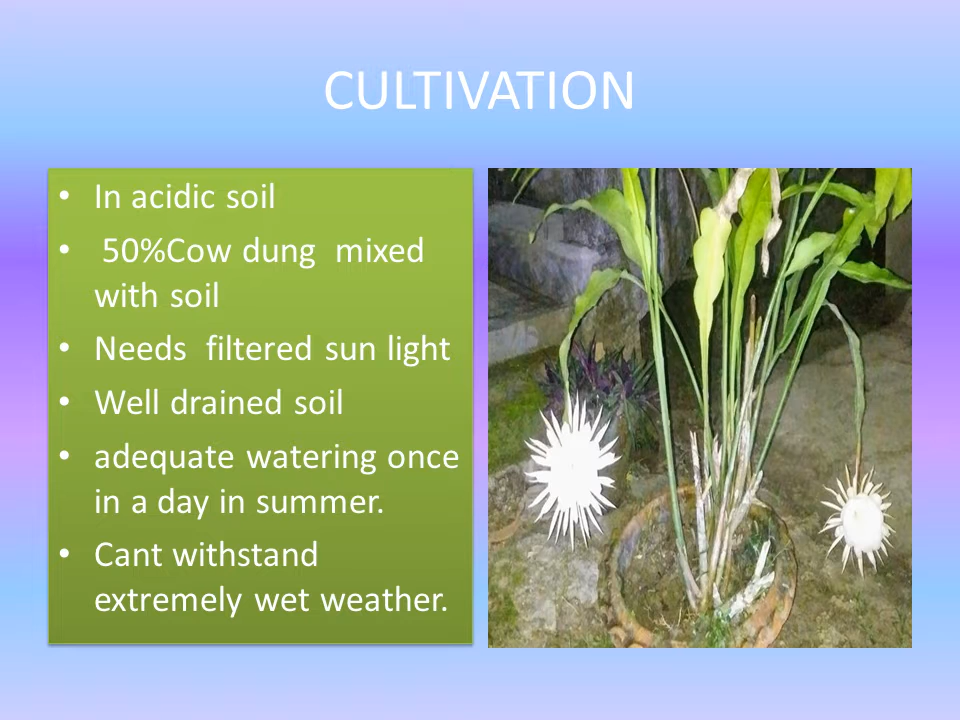 CULTIVATION
• In acidic soil
• 50%Cow dung mixed
with soil
• Needs filtered sun light
• Well drained soil
• adequate watering once
in a day in summer.
• Cant withstand
extremely wet weather.